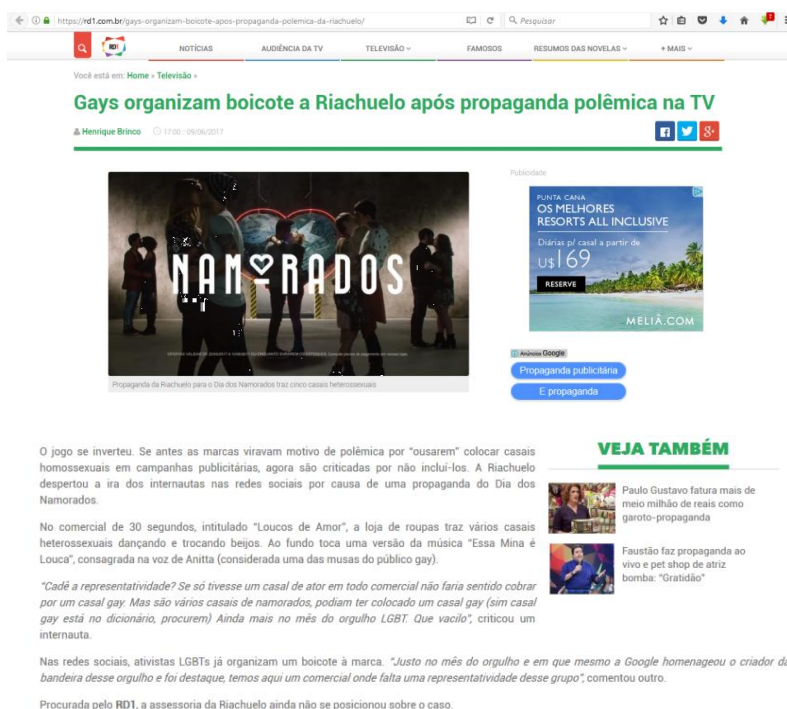 https://rd1.com.br/gays-organizam-boicote-apos-propaganda-polemica-da-riachuelo/
Pesquisar
7
RD1
NOTÍCIAS
AUDIÊNCIA DA TV
TELEVISÃO
FAMOSOS
RESUMOS DAS NOVELAS
+ MAIS
Você está em: Home » Televisão »
Gays organizam boicote a Riachuelo após propaganda polêmica na TV
Henrique Brinco 17:00 - 09/06/2017
Publicidade
NAMORADOS
Propaganda da Riachuelo para o Dia dos Namorados traz cinco casais heterossexuais
PUNTA CANA
OS MELHORES
RESORTS ALL INCLUSIVE
Diárias p/ casal a partir de
U$169
RESERVE
MELIÃ.COM
Anúncios Google
Propaganda publicitária
E propaganda
O jogo se inverteu. Se antes as marcas viravam motivo de polêmica por “ousarem” colocar casais
homossexuais em campanhas publicitárias, agora são criticadas por não incluí-los. A Riachuelo
despertou a ira dos internautas nas redes sociais por causa de uma propaganda do Dia dos
Namorados.
No comercial de 30 segundos, intitulado “Loucos de Amor”, a loja de roupas traz vários casais
heterossexuais dançando e trocando beijos. Ao fundo toca uma versão da música “Essa Mina é
Louca”, consagrada na voz de Anitta (considerada uma das musas do público gay).
“Cadê a representatividade? Se só tivesse um casal de ator em todo comercial não faria sentido cobrar
por um casal gay. Mas são vários casais de namorados, podiam ter colocado um casal gay (sim casal
gay está no dicionário, procurem) Ainda mais no mês do orgulho LGBT. Que vacilo”, criticou um
internauta.
Nas redes sociais, ativistas LGBTs já organizam um boicote à marca. “Justo no mês do orgulho e em que mesmo a Google homenageou o criador da
bandeira desse orgulho e foi destaque, temos aqui um comercial onde falta uma representatividade desse grupo”, comentou outro.
Procurada pelo RD1, a assessoria da Riachuelo ainda não se posicionou sobre o caso.
VEJA TAMBÉM
Paulo Gustavo fatura mais de
meio milhão de reais como
garoto-propaganda
Faustão faz propaganda ao
vivo e pet shop de atriz
bomba: “Gratidão”